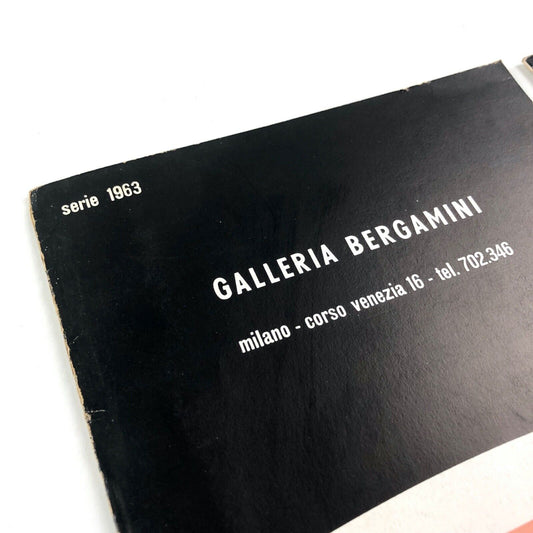 serie 1963
GALLERIA BERGAMINI
milano - corso venezia 16 - tel. 702.346